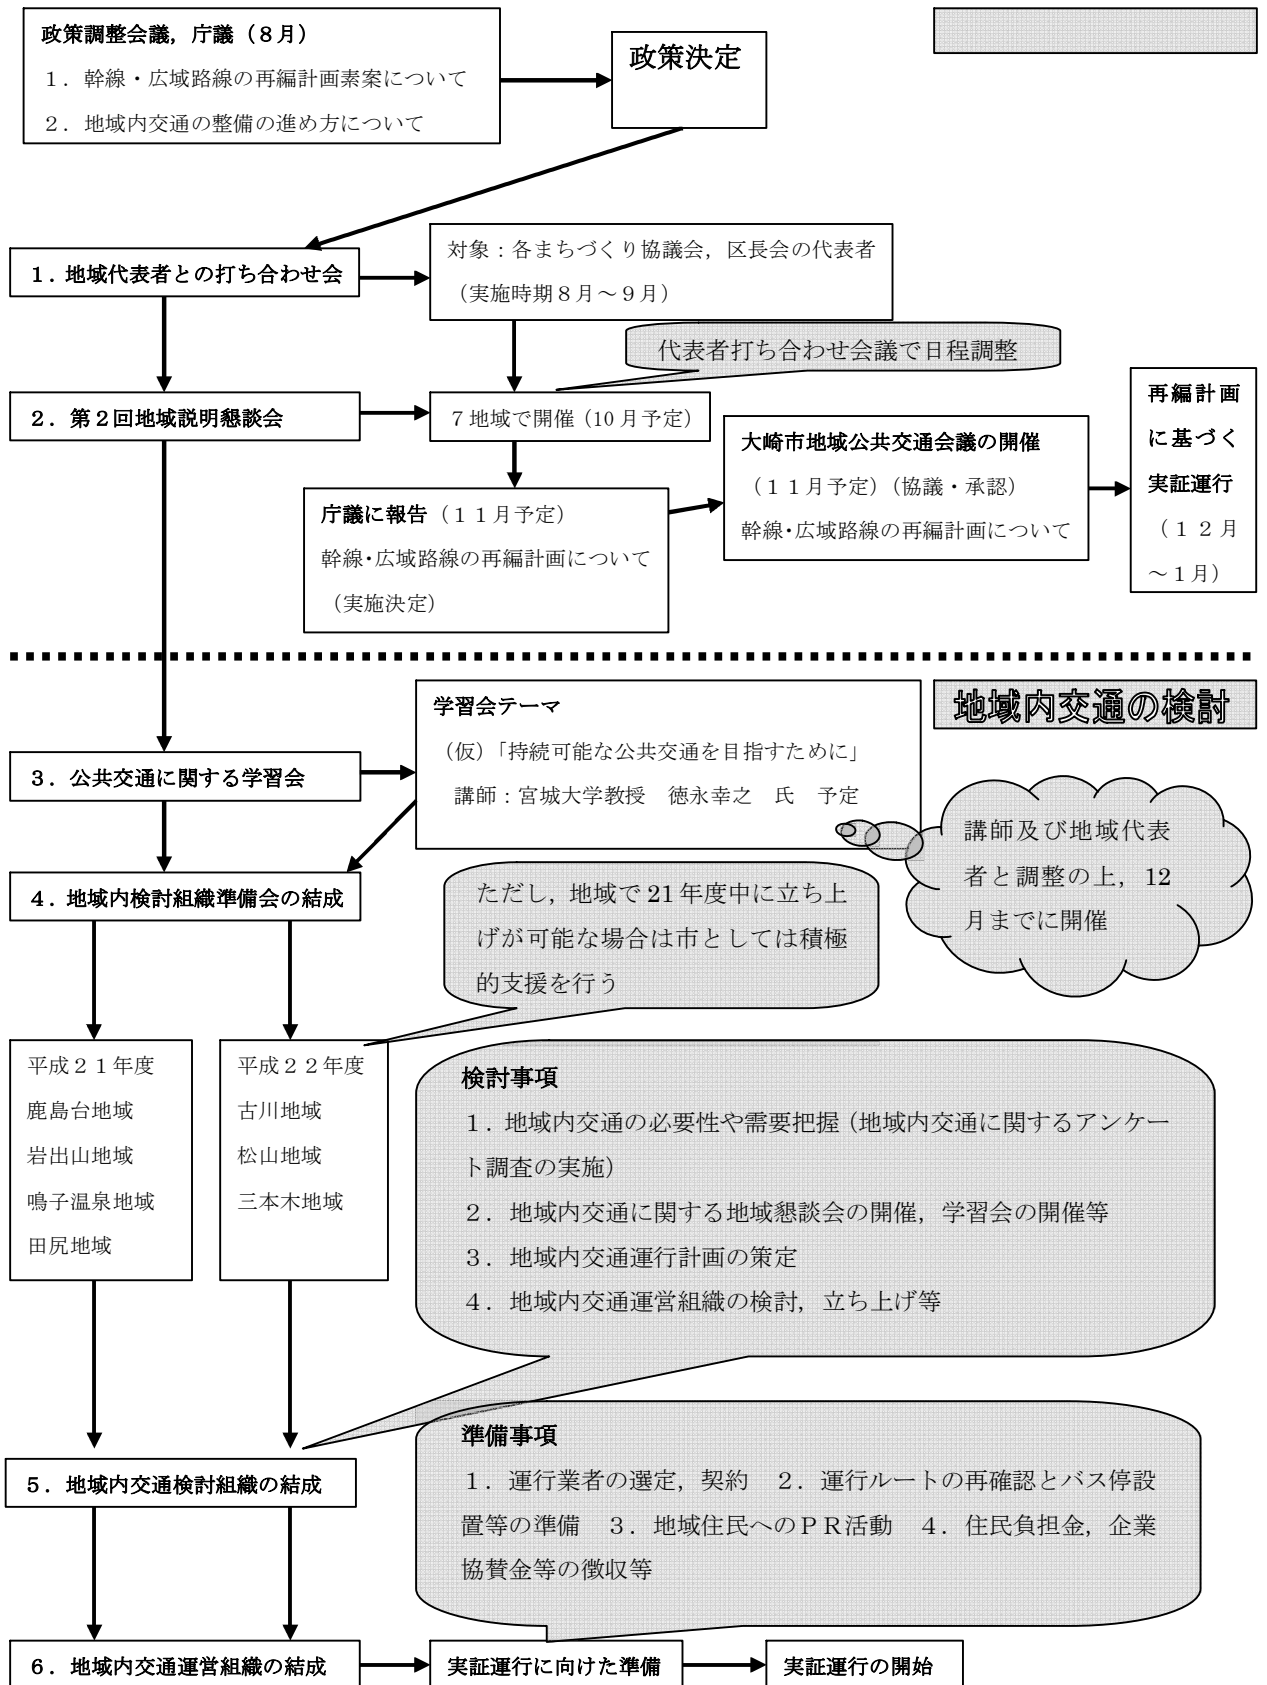 政策調整会議，庁議（８月）
１．幹線・広域路線の再編計画素案について
２．地域内交通の整備の進め方について
政策決定
１．地域代表者との打ち合わせ会
対象：各まちづくり協議会，区長会の代表者
（実施時期８月～９月）
代表者打ち合わせ会議で日程調整
２．第２回地域説明懇談会
７地域で開催（10 月予定）
庁議に報告（１１月予定）
幹線・広域路線の再編計画について
（実施決定）
大崎市地域公共交通会議の開催
（１１月予定）（協議・承認）
幹線・広域路線の再編計画について
再編計画
に基づく
実証運行
（１２月
～１月）
地域内交通の検討
３．公共交通に関する学習会
学習会テーマ
（仮）「持続可能な公共交通を目指すために」
講師：宮城大学教授　徳永幸之　氏　予定
講師及び地域代表
者と調整の上，12
月までに開催
４．地域内検討組織準備会の結成
ただし，地域で 21 年度中に立ち上
げが可能な場合は市としては積極
的支援を行う
平成２１年度
鹿島台地域
岩出山地域
鳴子温泉地域
田尻地域
平成２２年度
古川地域
松山地域
三本木地域
検討事項
１．地域内交通の必要性や需要把握（地域内交通に関するアンケー
ト調査の実施）
２．地域内交通に関する地域懇談会の開催，学習会の開催等
３．地域内交通運行計画の策定
４．地域内交通運営組織の検討，立ち上げ等
５．地域内交通検討組織の結成
準備事項
１．運行業者の選定，契約　２．運行ルートの再確認とバス停設
置等の準備　３．地域住民へのＰＲ活動　４．住民負担金，企業
協賛金等の徴収等
６．地域内交通運営組織の結成
実証運行に向けた準備
実証運行の開始